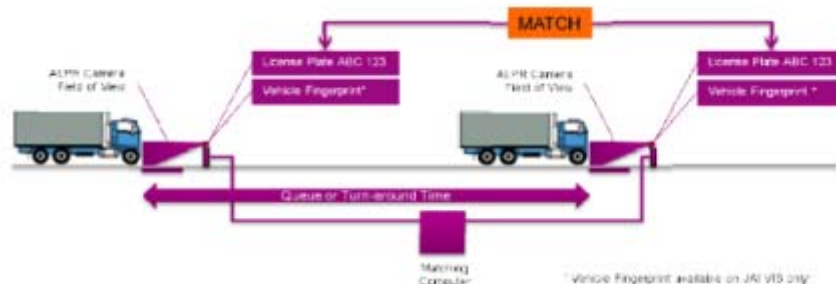 MATCH
License Plate ABC 123
Vehicle Fingerprint*
ALPR Camera
Field of View
License Plate ABC 123
Vehicle Fingerprint *
ALPR Camera
Field of View
Queue or Turn-around Time
Matching
Computer
* Vehicle Fingerprint available on JAI VIS only